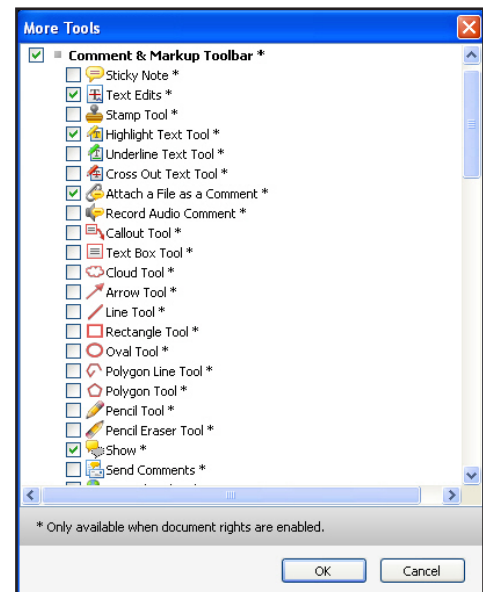 More Tools
Comment & Markup Toolbar *
Sticky Note *
Text Edits *
Stamp Tool *
Highlight Text Tool *
Underline Text Tool *
Cross Out Text Tool *
Attach a File as a Comment *
Record Audio Comment *
Callout Tool *
Text Box Tool *
Cloud Tool *
Arrow Tool *
Line Tool *
Rectangle Tool *
Oval Tool *
Polygon Line Tool *
Polygon Tool *
Pencil Tool *
Pencil Eraser Tool *
Show *
Send Comments *
* Only available when document rights are enabled.
OK Cancel